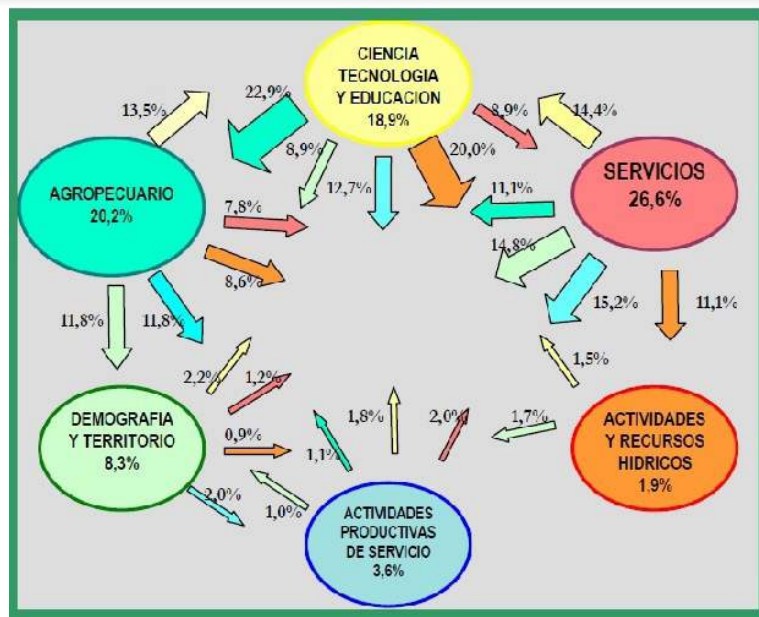 CIENCIA
TECNOLOGIA
Y EDUCACION
18,9%
22,9%
13,5%
8,9%
14,4%
8,9%
20,0%
12,7%
AGROPECUARIO
20,2%
SERVICIOS
26,6%
7,8%
11,1%
8,6%
14,8%
11,8%
11,8%
15,2%
11,1%
2,2%
1,2%
1,5%
DEMOGRAFIA
Y TERRITORIO
8,3%
0,9%
1,1%
1,8%
2,0%
1,7%
ACTIVIDADES
Y RECURSOS
HIDRICOS
1,9%
2,0%
1,0%
ACTIVIDADES
PRODUCTIVAS
DE SERVICIO
3,6%